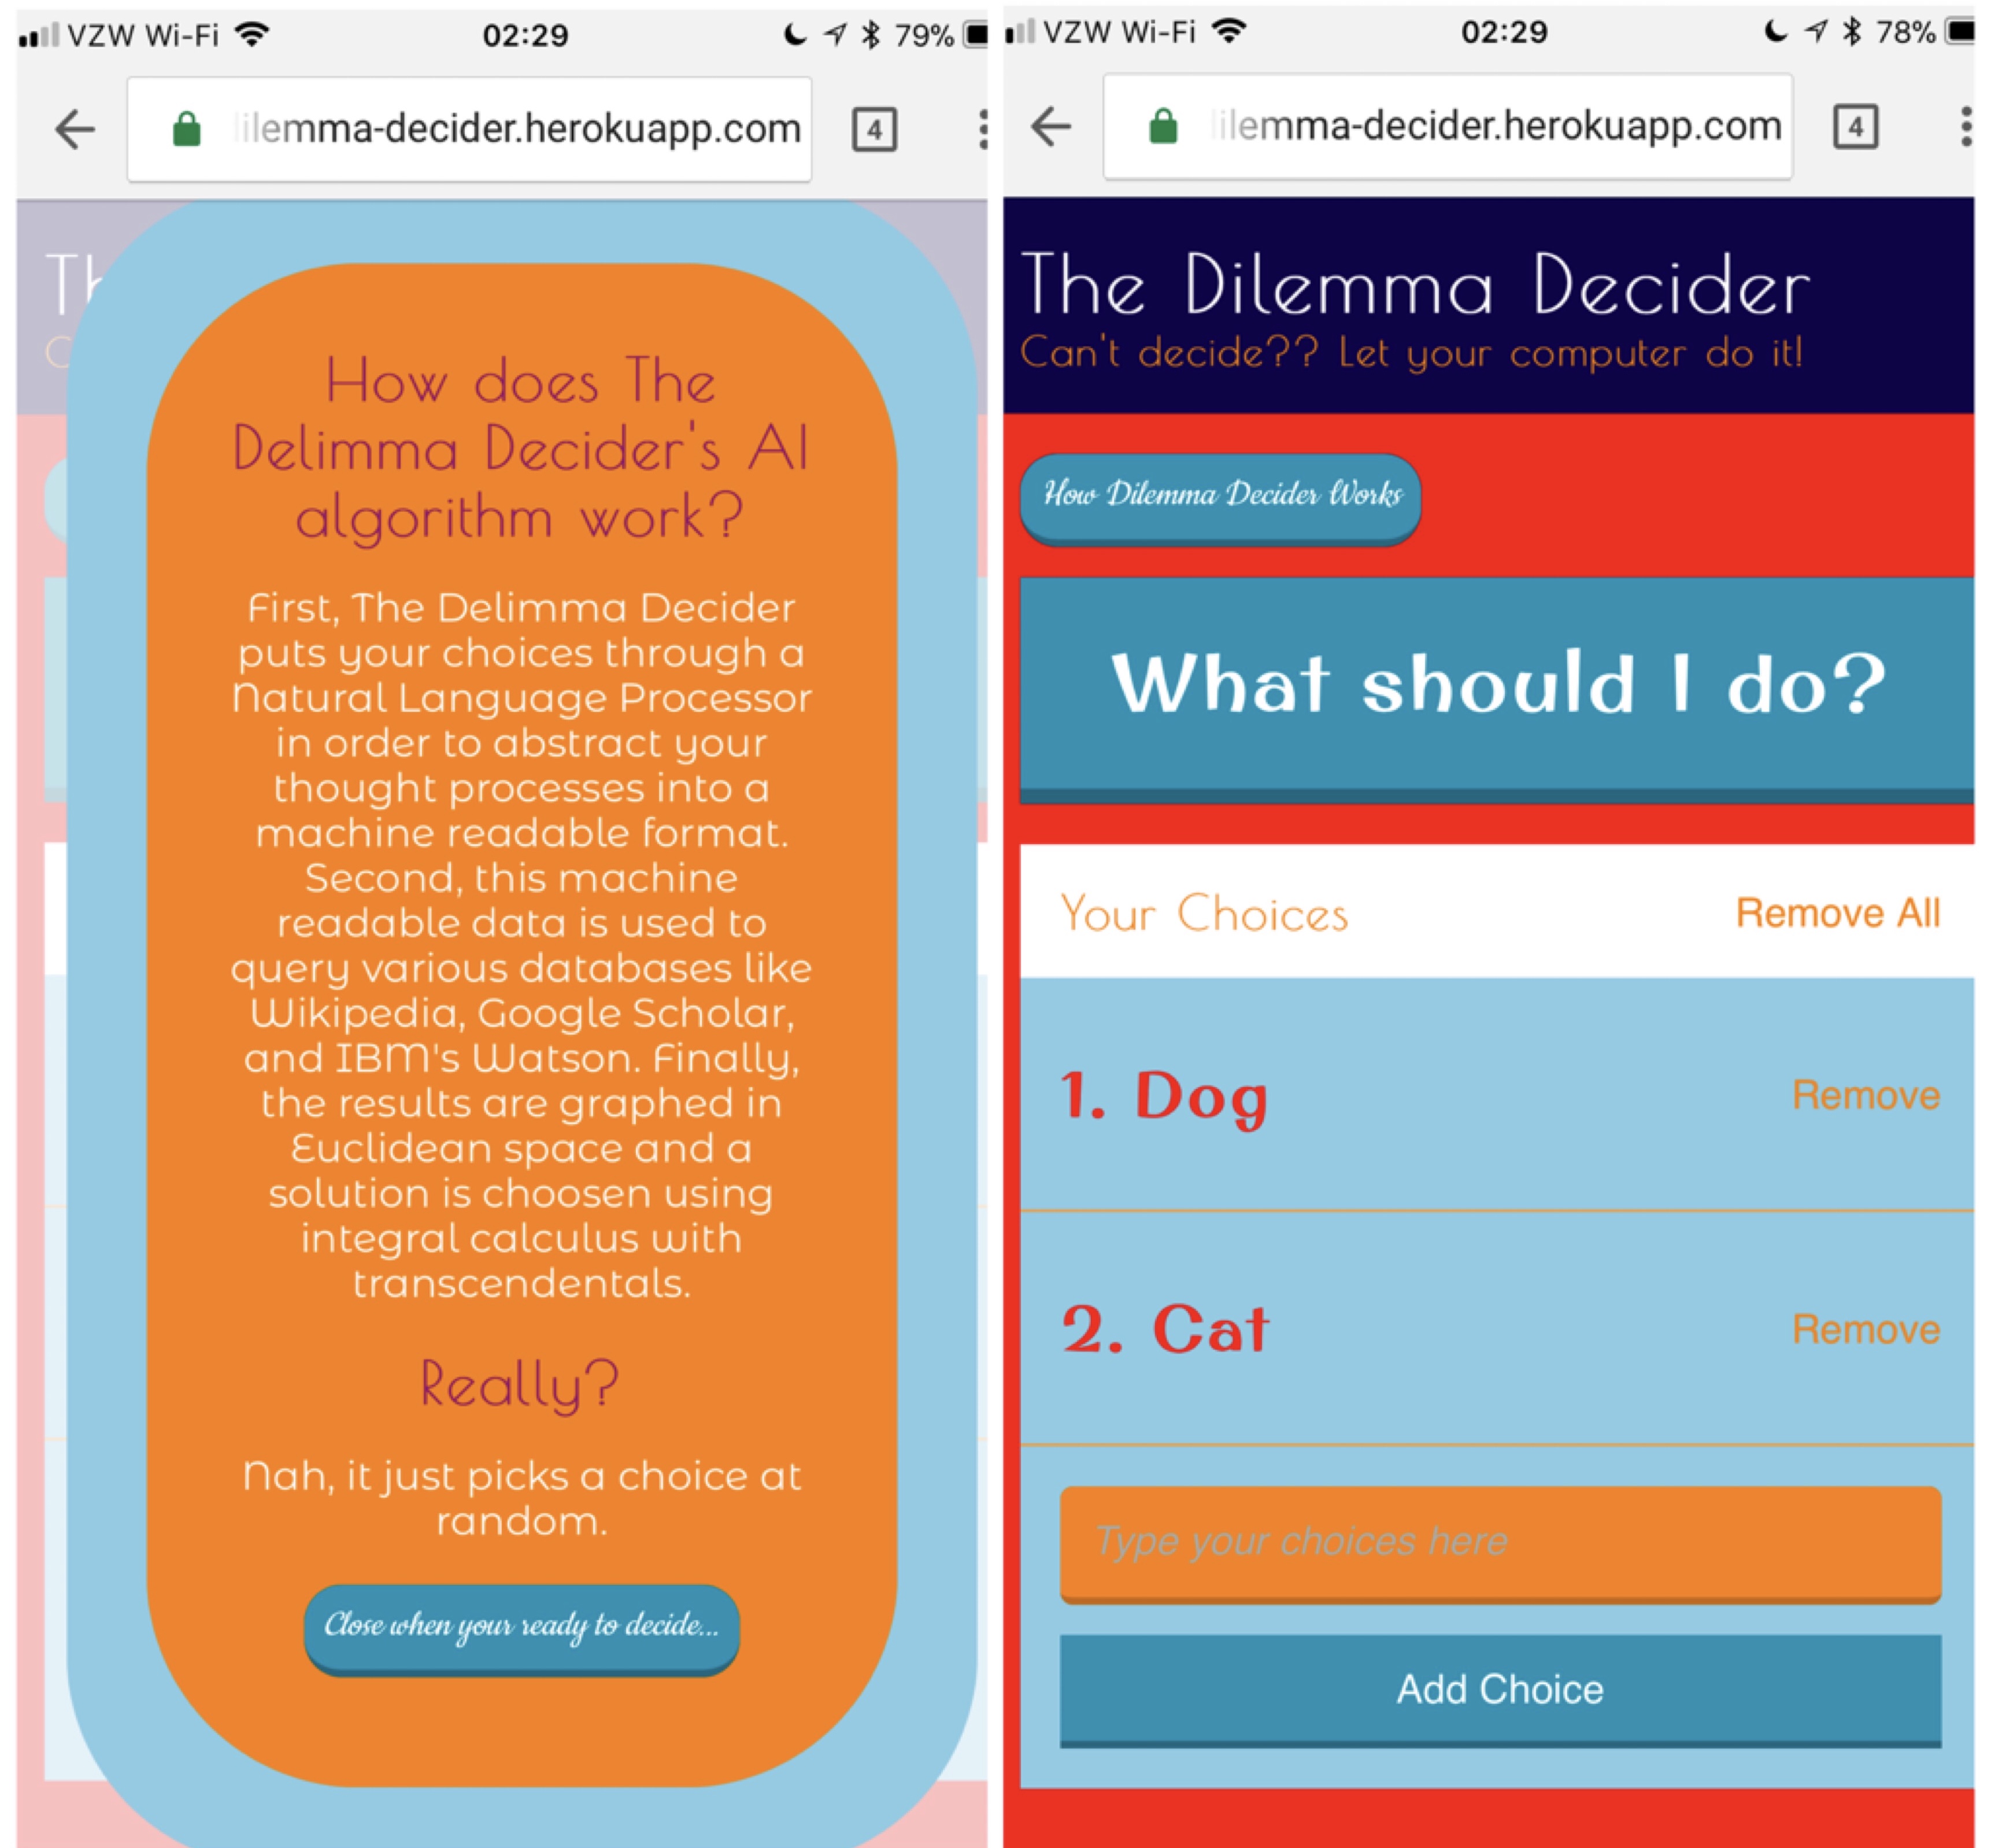 VZW Wi-Fi 02:29 79%
ilemma-decider.herokuapp.com 4
Th
C
How does The
Delimma Decider's AI
algorithm work?
First, The Delimma Decider
puts your choices through a
Natural Language Processor
in order to abstract your
thought processes into a
machine readable format.
Second, this machine
readable data is used to
query various databases like
Wikipedia, Google Scholar,
and IBM's Watson. Finally,
the results are graphed in
Euclidean space and a
solution is choosen using
integral calculus with
transcendentals.
Really?
Nah, it just picks a choice at
random.
Close when your ready to decide...
VZW Wi-Fi 02:29 78%
ilemma-decider.herokuapp.com 4
The Dilemma Decider
Can't decide?? Let your computer do it!
How Dilemma Decider Works
What should I do?
Your Choices Remove All
1. Dog Remove
2. Cat Remove
Type your choices here
Add Choice